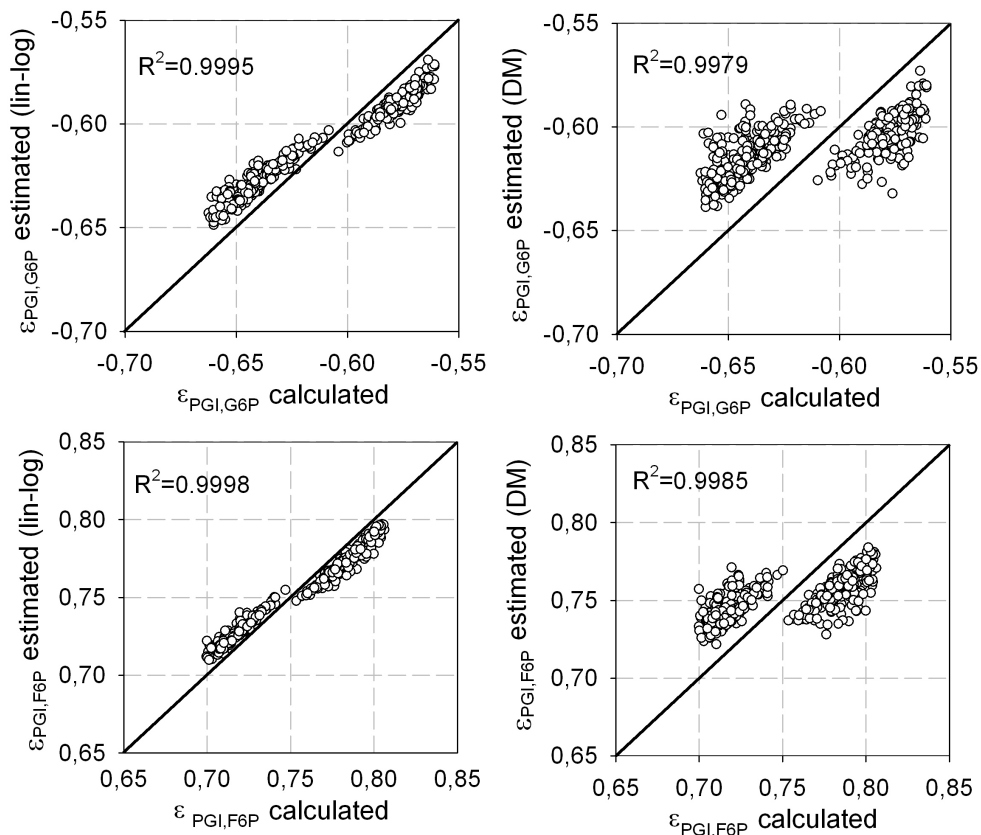 -0,55
R²=0.9995
-0,60
-0,65
-0,70
-0,70 -0,65 -0,60 -0,55
εPGI,G6P estimated (lin-log)
εPGI,G6P calculated
-0,55
R²=0.9979
-0,60
-0,65
-0,70
-0,70 -0,65 -0,60 -0,55
εPGI,G6P estimated (DM)
εPGI,G6P calculated
0,85
R²=0.9998
0,80
0,75
0,70
0,65
0,65 0,70 0,75 0,80 0,85
εPGI,F6P estimated (lin-log)
ε PGI,F6P calculated
0,85
R²=0.9985
0,80
0,75
0,70
0,65
0,65 0,70 0,75 0,80 0,85
εPGI,F6P estimated (DM)
εPGI,F6P calculated